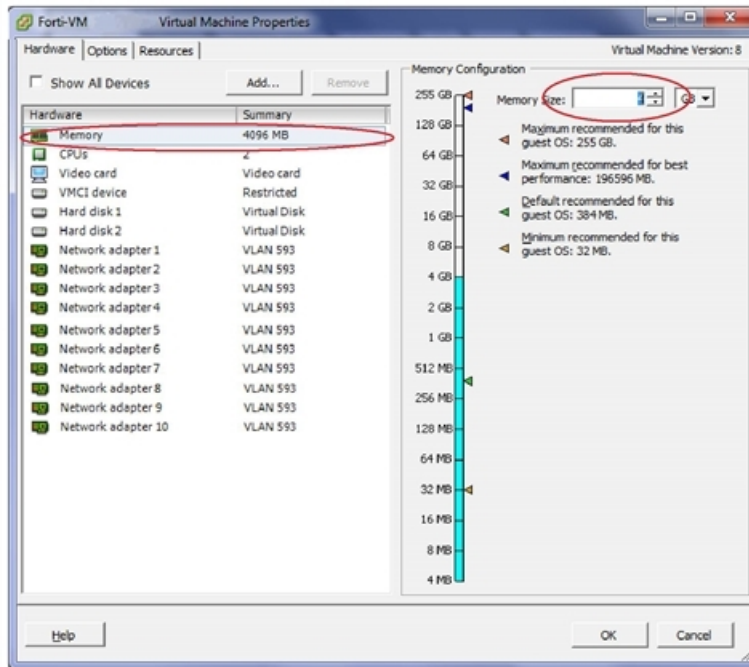 Forti-VM Virtual Machine Properties
Hardware Options Resources
Virtual Machine Version: 8
Show All Devices
Add...
Remove
Hardware Summary
Memory 4096 MB
CPUs 2
Video card Video card
VMCI device Restricted
Hard disk 1 Virtual Disk
Hard disk 2 Virtual Disk
Network adapter 1 VLAN 593
Network adapter 2 VLAN 593
Network adapter 3 VLAN 593
Network adapter 4 VLAN 593
Network adapter 5 VLAN 593
Network adapter 6 VLAN 593
Network adapter 7 VLAN 593
Network adapter 8 VLAN 593
Network adapter 9 VLAN 593
Network adapter 10 VLAN 593
Memory Configuration
255 GB
128 GB
64 GB
32 GB
16 GB
8 GB
4 GB
2 GB
1 GB
512 MB
256 MB
128 MB
64 MB
32 MB
16 MB
8 MB
4 MB
Memory Size: GB
Maximum recommended for this
guest OS: 255 GB.
Maximum recommended for best
performance: 196596 MB.
Default recommended for this
guest OS: 384 MB.
Minimum recommended for this
guest OS: 32 MB.
Help
OK
Cancel